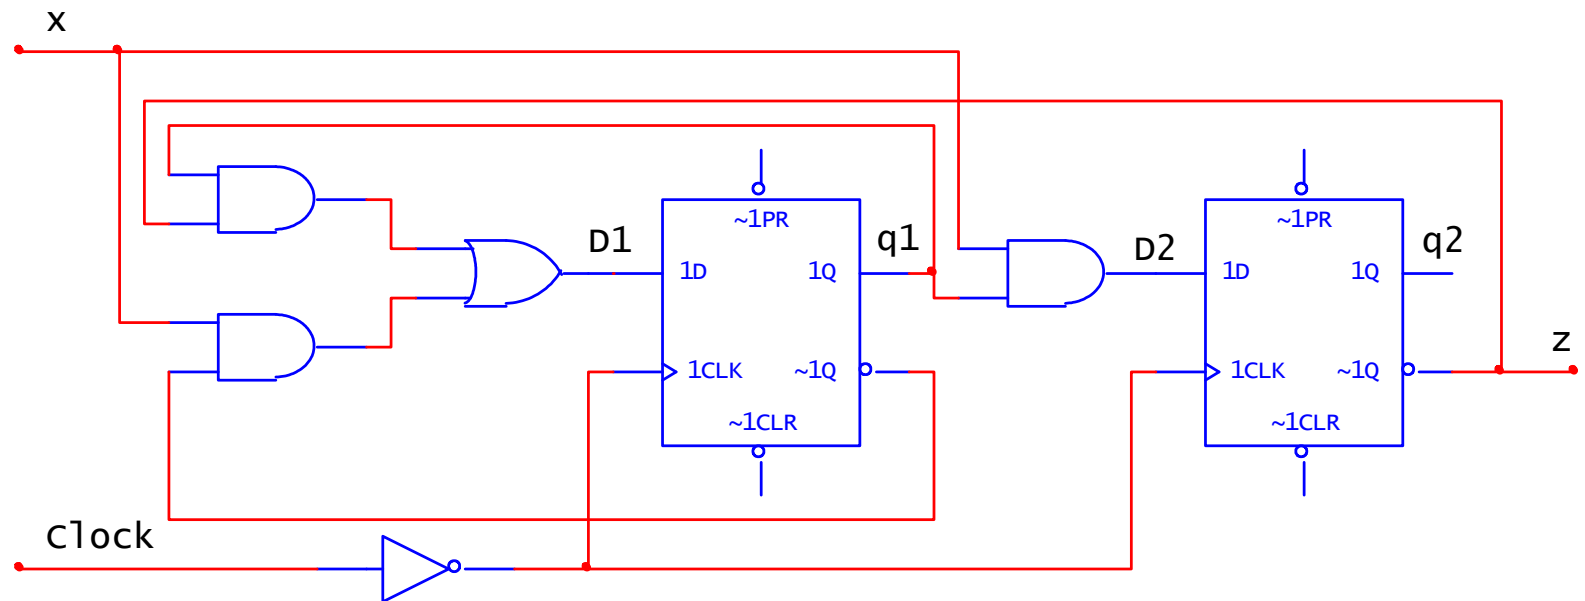 x
D1
q1
D2
q2
z
~1PR
1D
1Q
1CLK
~1Q
~1CLR
~1PR
1D
1Q
1CLK
~1Q
~1CLR
Clock